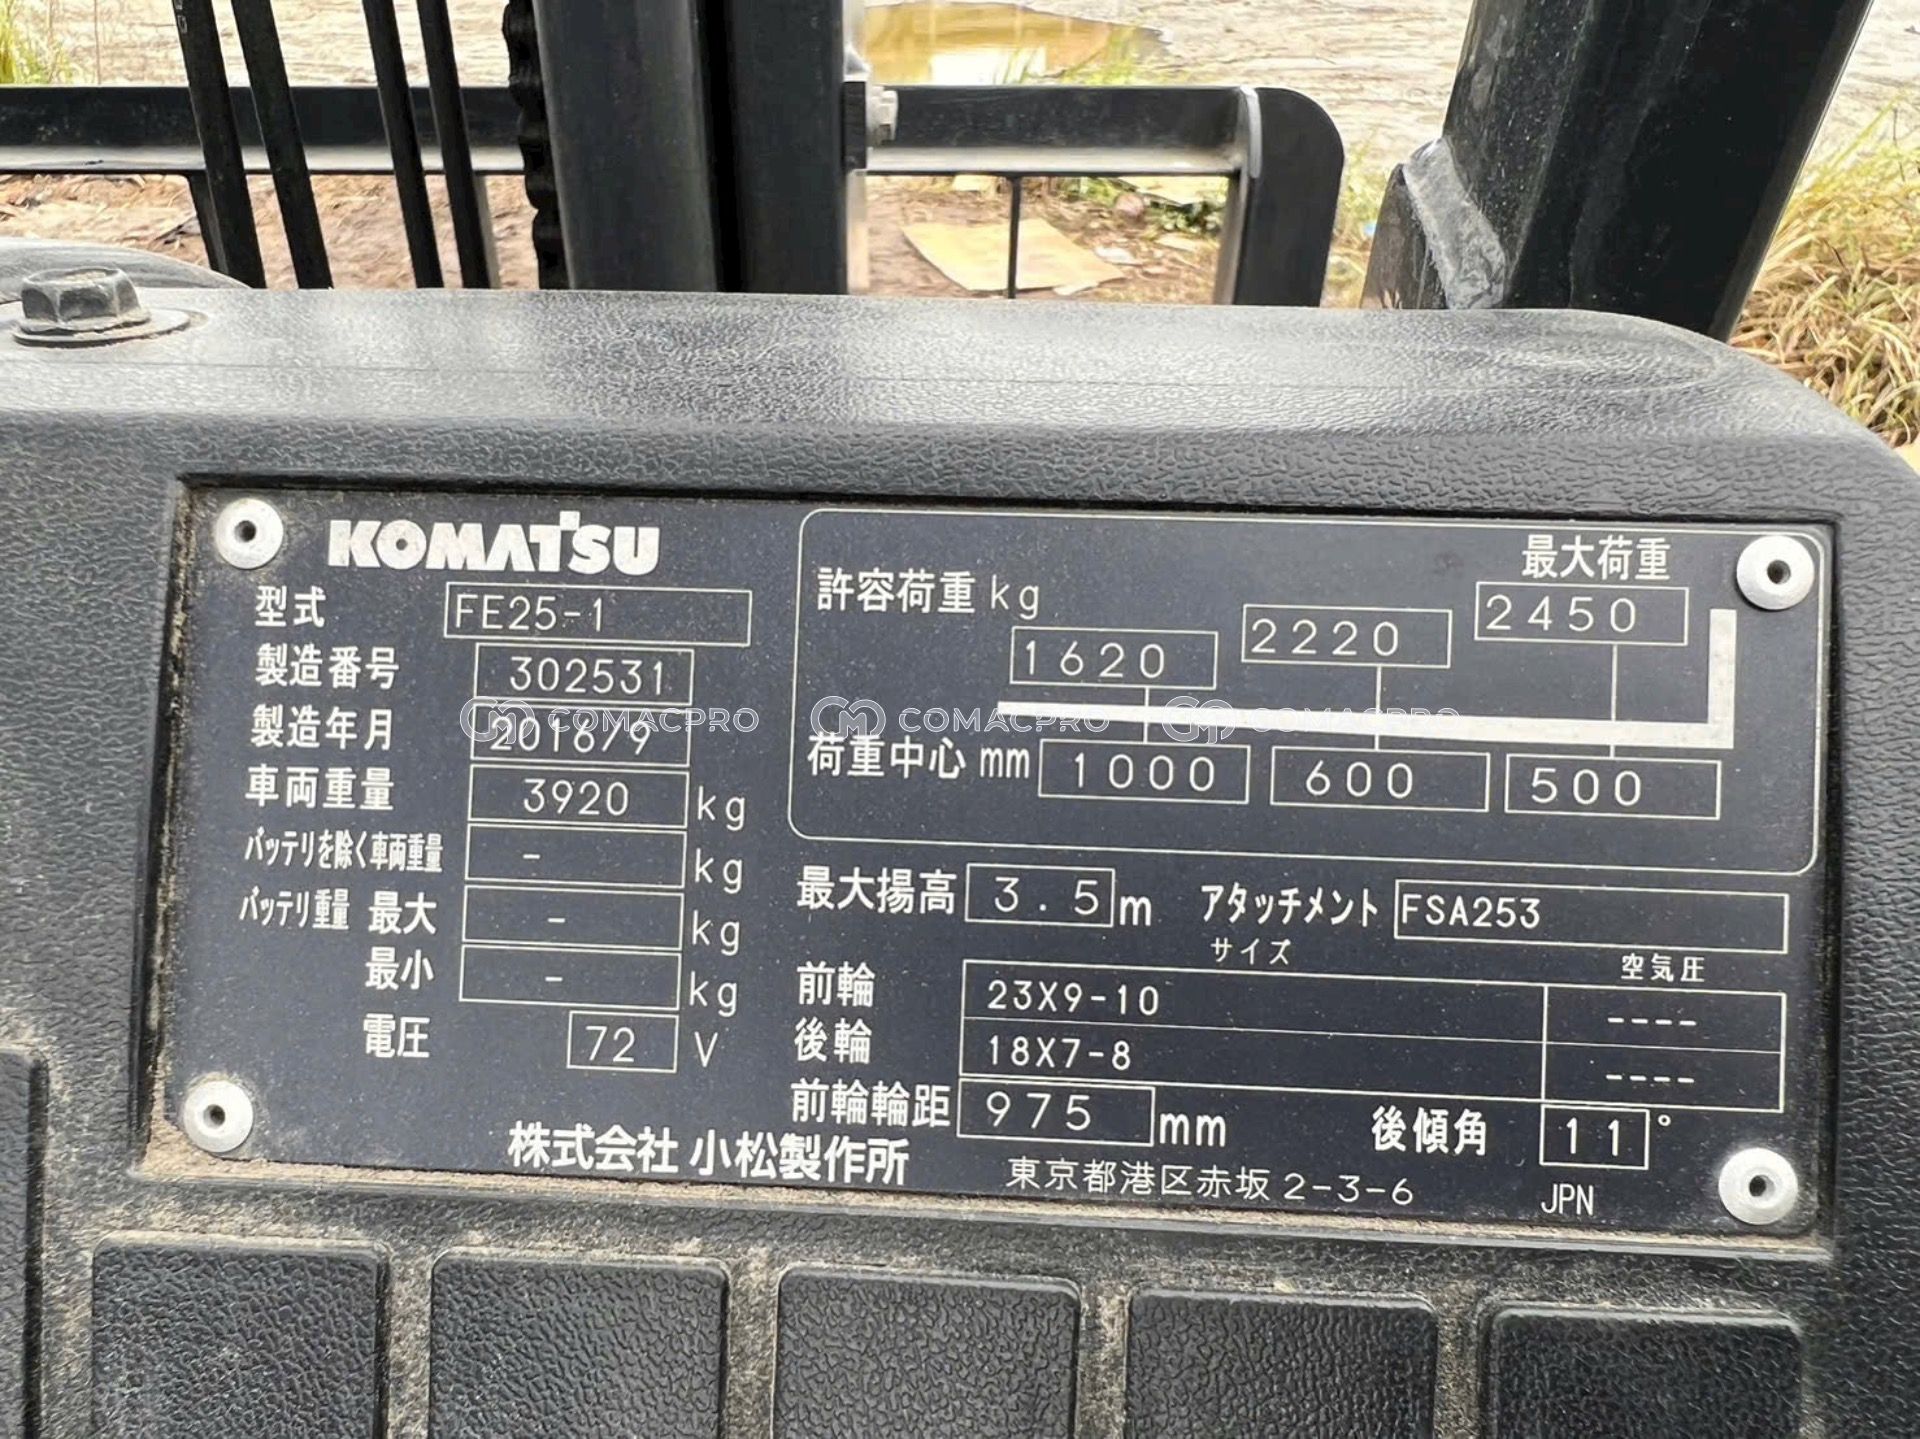 KOMATSU
型式 FE25-1
製造番号 302531
製造年月 2016/9
車両重量 3920 kg
バッテリを除く車両重量 - kg
バッテリ重量 最大 - kg
最小 - kg
電圧 72 V
最大荷重
許容荷重 kg 1620 2220 2450
荷重中心 mm 1000 600 500
最大揚高 3.5 m アタッチメント FSA253
サイズ 空気圧
前輪 23X9-10 ----
後輪 18X7-8 ----
前輪輪距 975 mm 後傾角 11°
株式会社 小松製作所 東京都港区赤坂2-3-6 JPN
COMACPRO COMACPRO COMACPRO